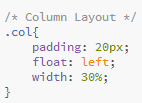 /* Column Layout */
.col{
    padding: 20px;
    float: left;
    width: 30%;
}